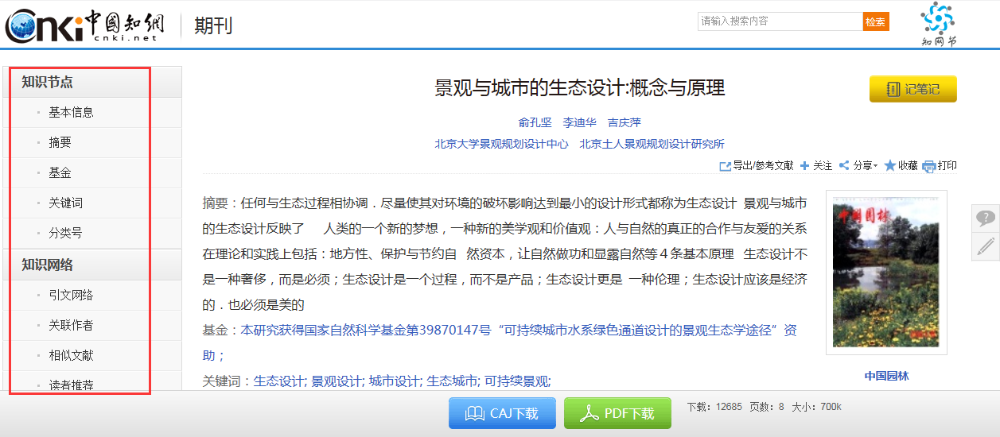 Cnki 中國知網
cnki.net
期刊
请输入搜索内容
检索
知网节
知识节点
基本信息
摘要
基金
关键词
分类号
知识网络
引文网络
关联作者
相似文献
读者推荐
景观与城市的生态设计:概念与原理
记笔记
俞孔坚 李迪华 吉庆萍
北京大学景观规划设计中心 北京土人景观规划设计研究所
导出/参考文献 关注 分享 收藏 打印
摘要：任何与生态过程相协调．尽量使其对环境的破坏影响达到最小的设计形式都称为生态设计 景观与城市
的生态设计反映了 人类的一个新的梦想，一种新的美学观和价值观：人与自然的真正的合作与友爱的关系
在理论和实践上包括：地方性、保护与节约自 然资本，让自然做功和显露自然等４条基本原理 生态设计不
是一种奢侈，而是必须；生态设计是一个过程，而不是产品；生态设计更是 一种伦理；生态设计应该是经济
的．也必须是美的
基金：本研究获得国家自然科学基金第39870147号“可持续城市水系绿色通道设计的景观生态学途径”资
助；
关键词：生态设计; 景观设计; 城市设计; 生态城市; 可持续景观;
中国园林
中国园林
?
CAJ下载
PDF下载
下载：12685 页数：8 大小：700k